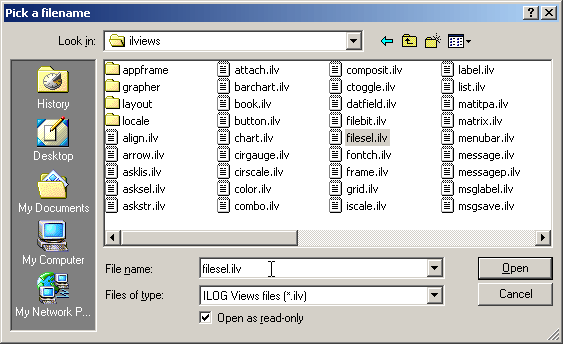 Pick a filename
Look in: ilviews
History
Desktop
My Documents
My Computer
My Network P...
appframe attach.ilv composit.ilv label.ilv
grapher barchart.ilv ctoggle.ilv list.ilv
layout book.ilv datfield.ilv matitpa.ilv
locale button.ilv filebit.ilv matrix.ilv
align.ilv chart.ilv filesel.ilv menubar.ilv
arrow.ilv cirgauge.ilv fontch.ilv message.ilv
asklis.ilv cirscale.ilv frame.ilv messagep.ilv
asksel.ilv color.ilv grid.ilv msglabel.ilv
askstr.ilv combo.ilv iscale.ilv msgsave.ilv
File name: filesel.ilv Open
Files of type: ILOG Views files (*.ilv) Cancel
Open as read-only